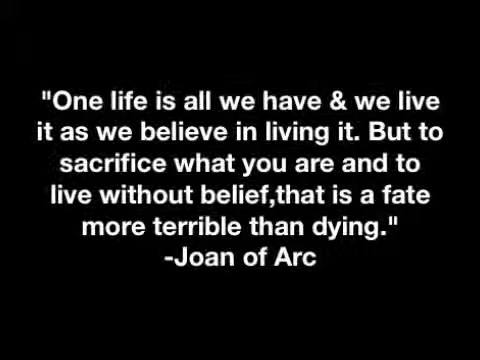 "One life is all we have & we live
it as we believe in living it. But to
sacrifice what you are and to
live without belief,that is a fate
more terrible than dying."
-Joan of Arc